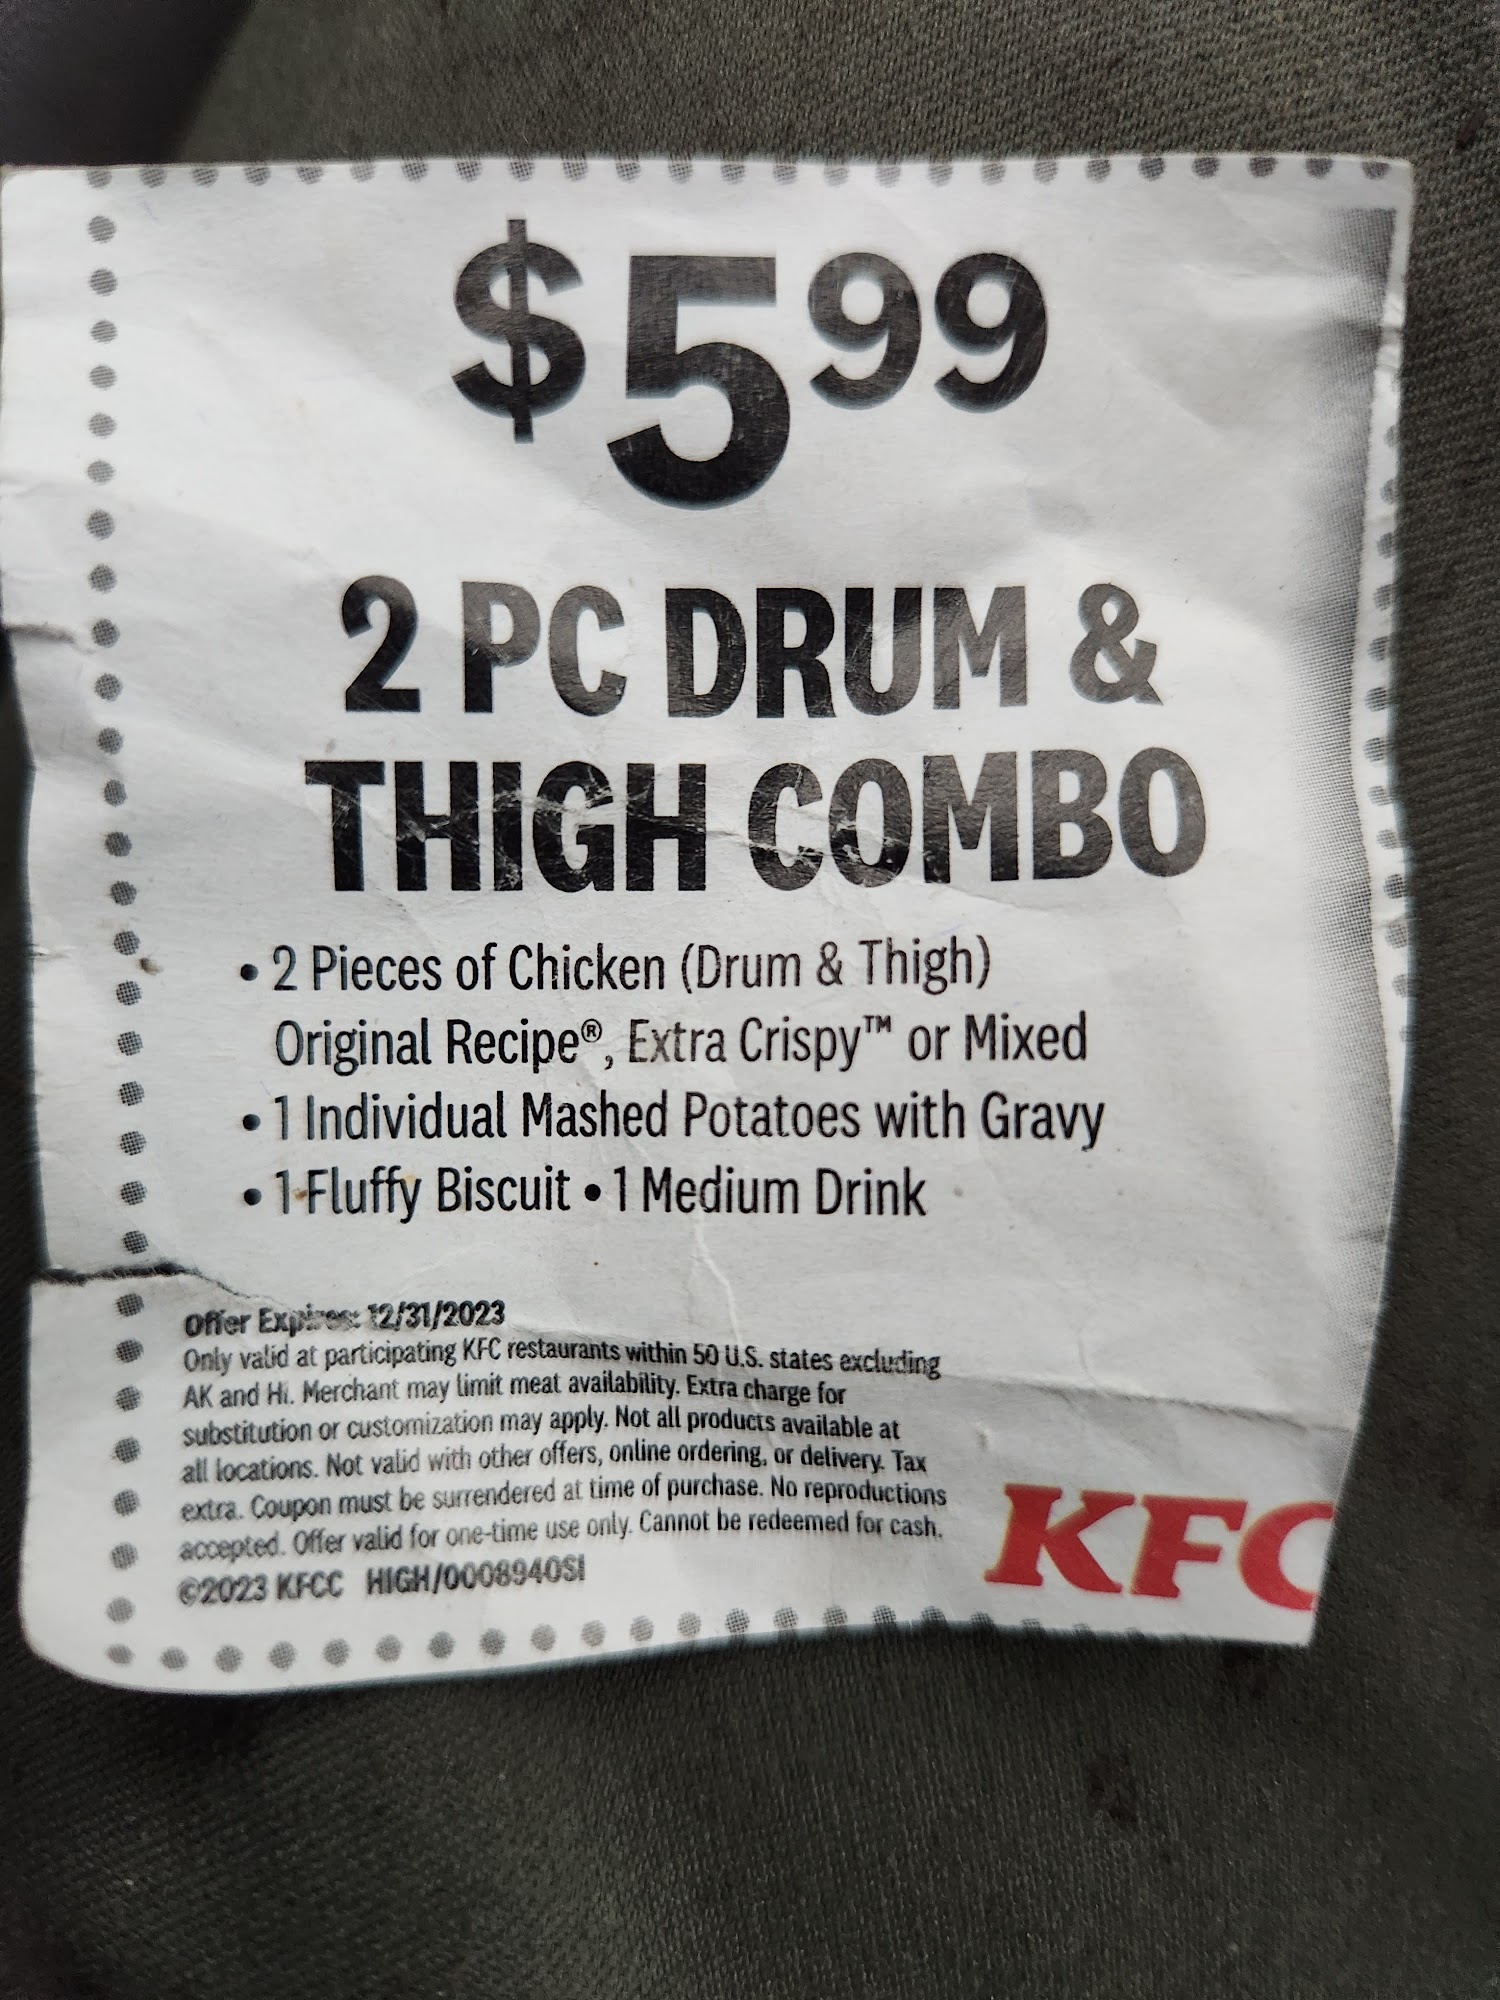 $5.99
2 PC DRUM &
THIGH COMBO
• 2 Pieces of Chicken (Drum & Thigh)
Original Recipe®, Extra Crispy™ or Mixed
• 1 Individual Mashed Potatoes with Gravy
• 1 Fluffy Biscuit • 1 Medium Drink
Offer Expires: 12/31/2023
Only valid at participating KFC restaurants within 50 U.S. states excluding
AK and HI. Merchant may limit meat availability. Extra charge for
substitution or customization may apply. Not all products available at
all locations. Not valid with other offers, online ordering, or delivery. Tax
extra. Coupon must be surrendered at time of purchase. No reproductions
accepted. Offer valid for one-time use only. Cannot be redeemed for cash.
©2023 KFCC HIGH/0008940SI
KFC